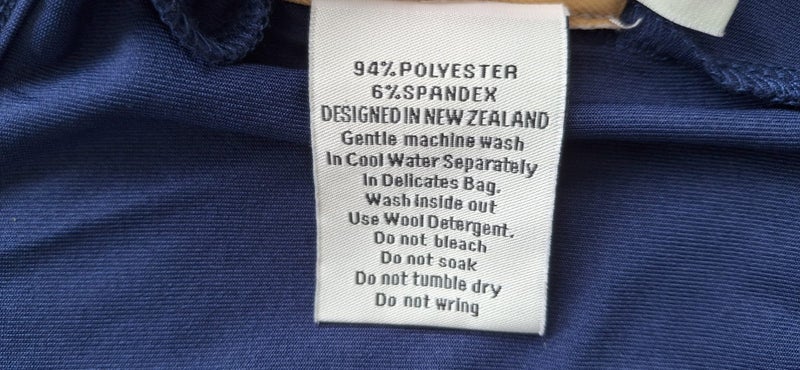 94% POLYESTER
6% SPANDEX
DESIGNED IN NEW ZEALAND
Gentle machine wash
In Cool Water Separately
In Delicates Bag.
Wash Inside out
Use Wool Detergent.
Do not bleach
Do not soak
Do not tumble dry
Do not wring